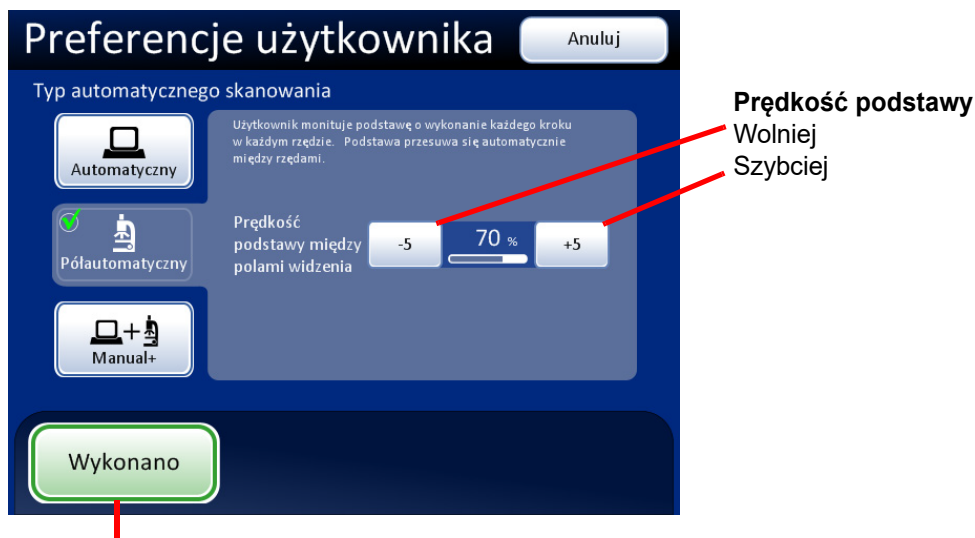 Preferencje użytkownika
Anuluj
Typ automatycznego skanowania
Automatyczny
Użytkownik monituje podstawę o wykonanie każdego kroku
w każdym rzędzie. Podstawa przesuwa się automatycznie
między rzędami.
Półautomatyczny
Prędkość
podstawy między
polami widzenia
-5
70 %
+5
Manual+
Wykonano
Prędkość podstawy
Wolniej
Szybciej